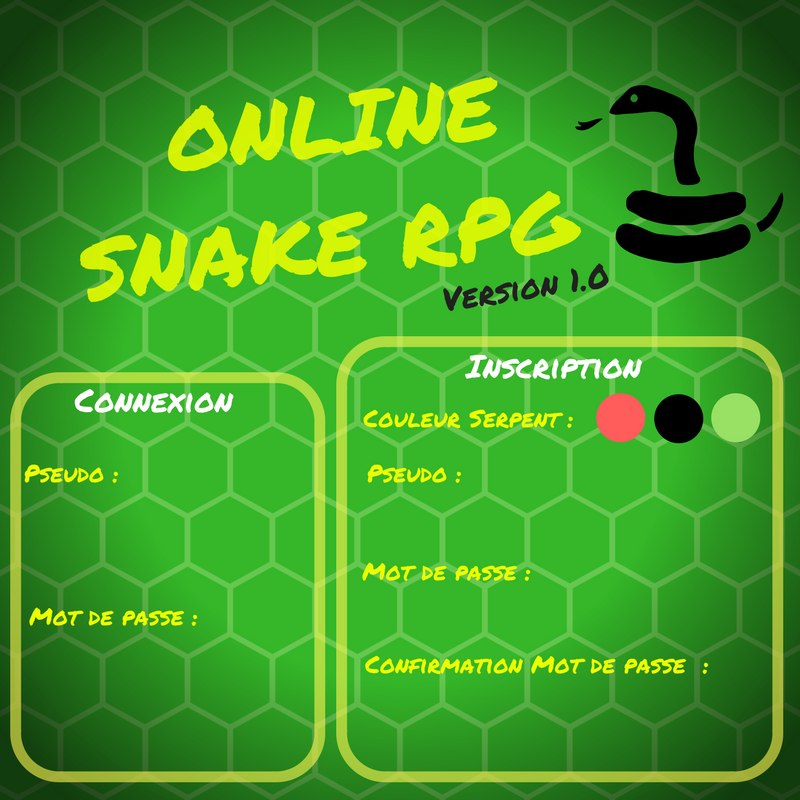 ONLINE
SNAKE RPG
VERSION 1.0
CONNEXION
PSEUDO :
MOT DE PASSE :
INSCRIPTION
COULEUR SERPENT :
PSEUDO :
MOT DE PASSE :
CONFIRMATION MOT DE PASSE :